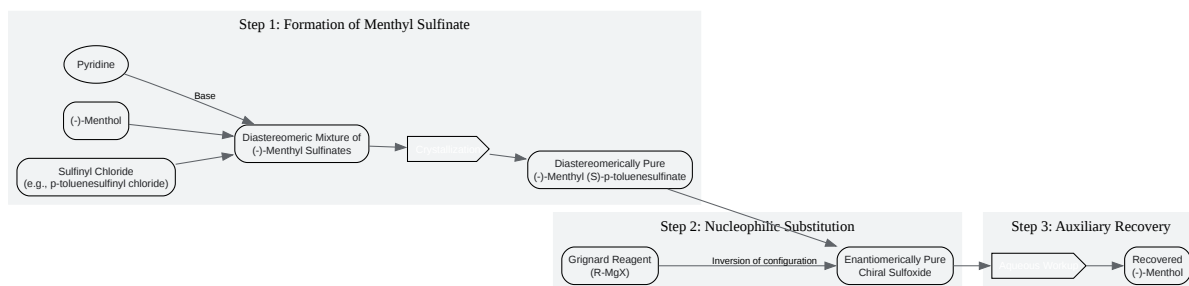 Step 1: Formation of Menthyl Sulfinate
Pyridine
Base
(-)-Menthol
Sulfinyl Chloride
(e.g., p-toluenesulfinyl chloride)
Diastereomeric Mixture of
(-)-Menthyl Sulfinates
Crystallization
Diastereomerically Pure
(-)-Menthyl (S)-p-toluenesulfinate
Step 2: Nucleophilic Substitution
Grignard Reagent
(R-MgX)
Inversion of configuration
Enantiomerically Pure
Chiral Sulfoxide
Step 3: Auxiliary Recovery
Recovered
(-)-Menthol